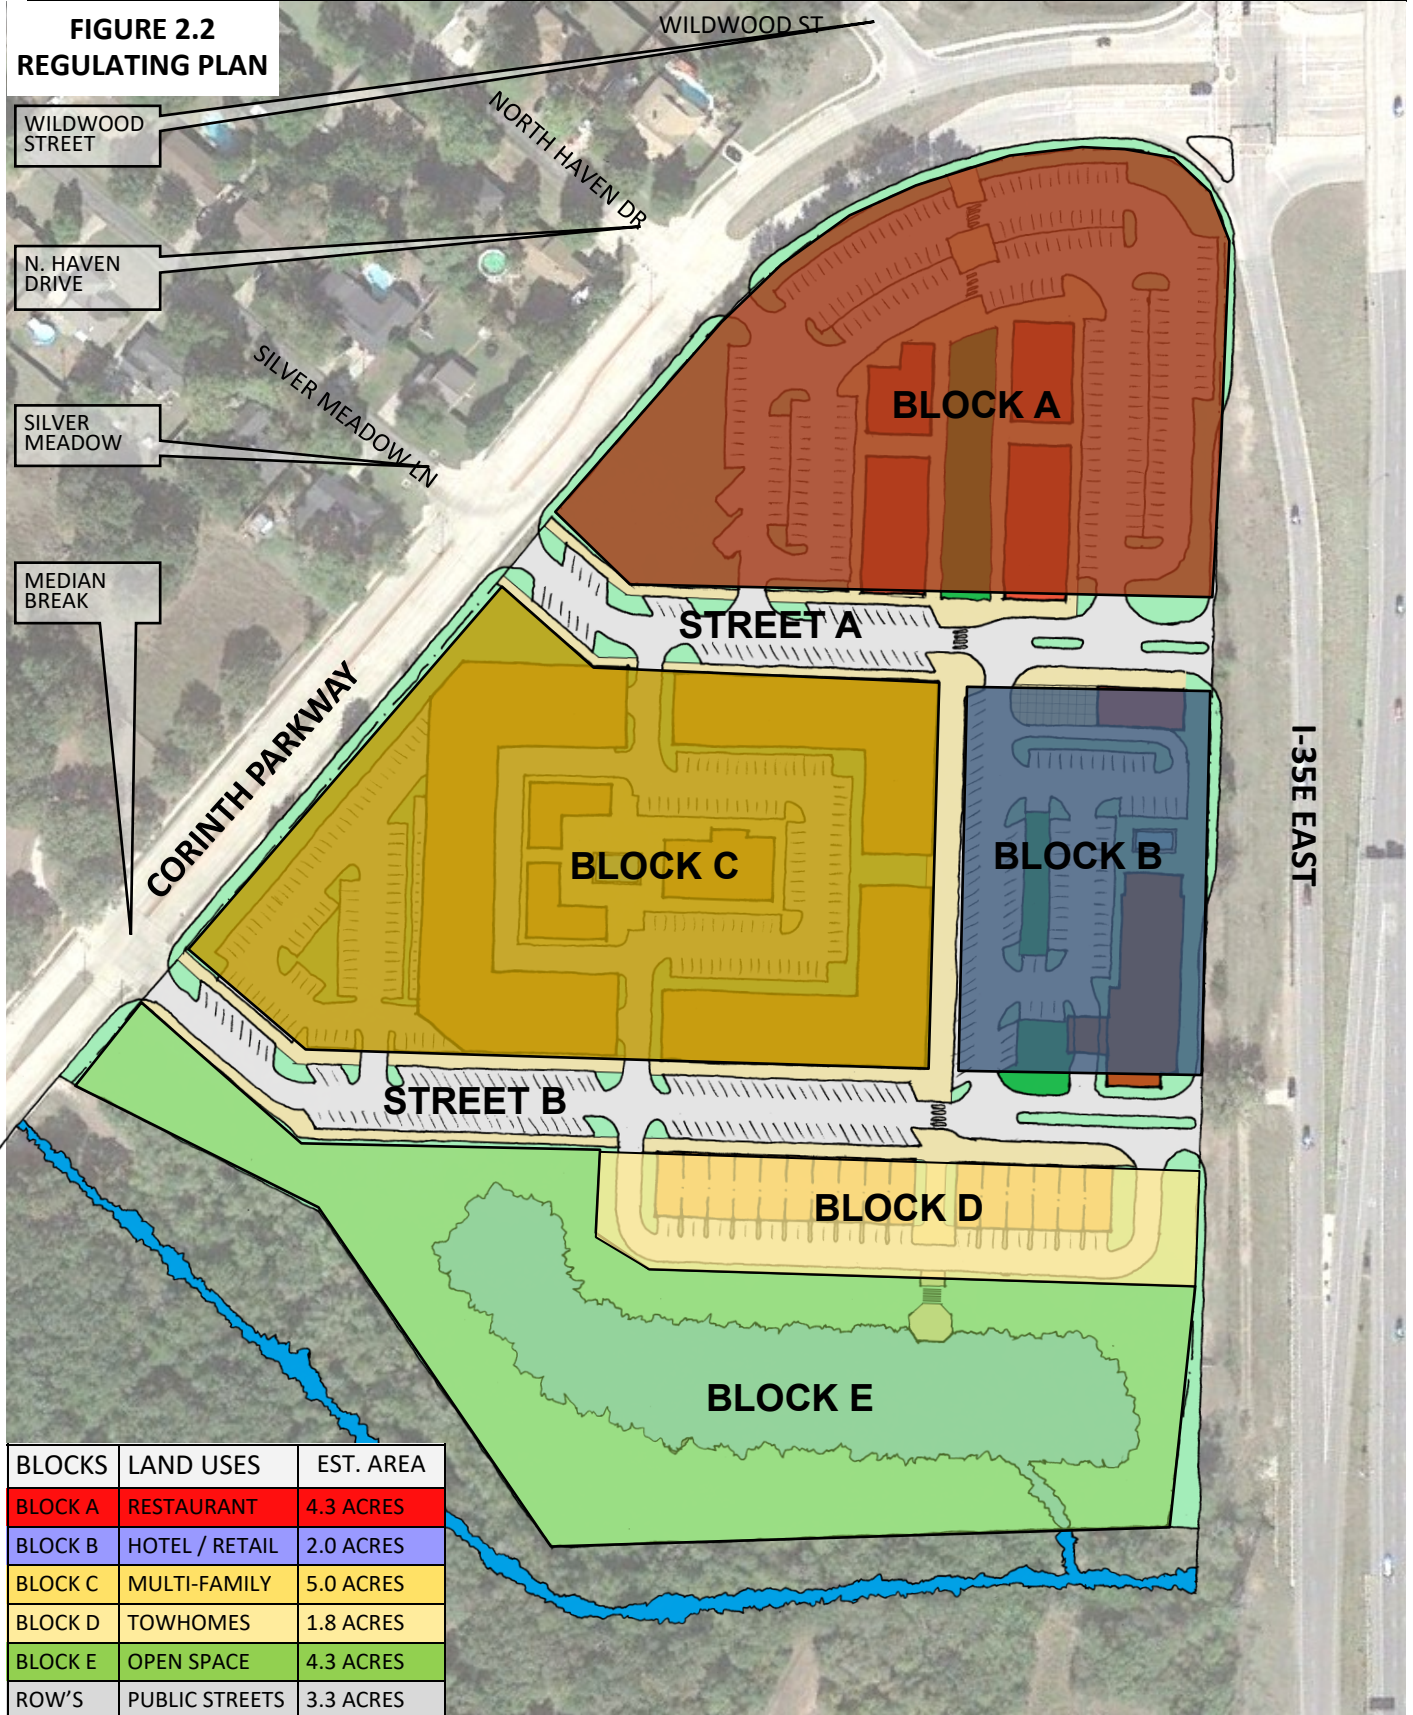 FIGURE 2.2
REGULATING PLAN
WILDWOOD ST
WILDWOOD
STREET
NORTH HAVEN DR
N. HAVEN
DRIVE
SILVER MEADOW LN
SILVER
MEADOW
BLOCK A
MEDIAN
BREAK
STREET A
CORINTH PARKWAY
I-35E EAST
BLOCK C
BLOCK B
STREET B
BLOCK D
BLOCK E
BLOCKS LAND USES EST. AREA
BLOCK A RESTAURANT 4.3 ACRES
BLOCK B HOTEL / RETAIL 2.0 ACRES
BLOCK C MULTI-FAMILY 5.0 ACRES
BLOCK D TOWHOMES 1.8 ACRES
BLOCK E OPEN SPACE 4.3 ACRES
ROW'S PUBLIC STREETS 3.3 ACRES